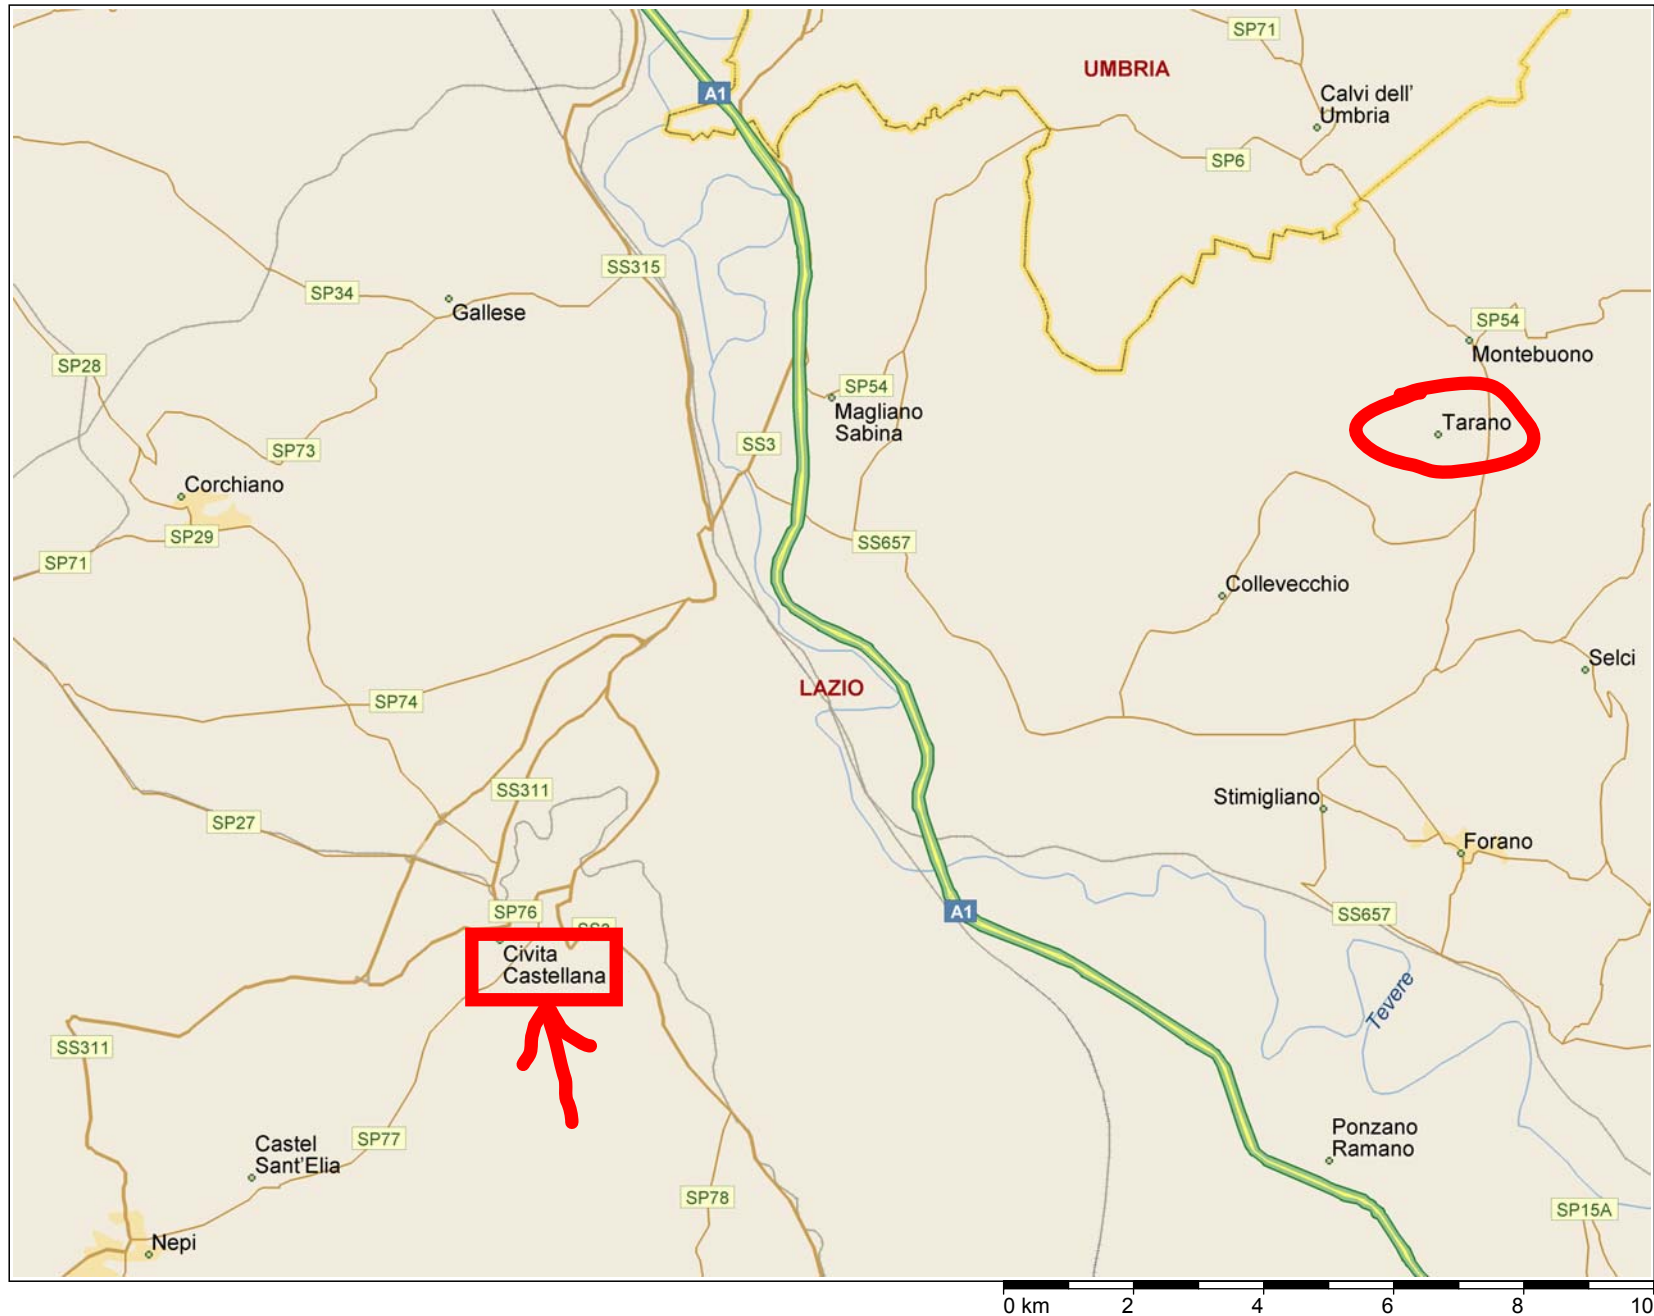 SP71
UMBRIA
A1
Calvi dell'
Umbria
SP6
SS315
SP34
Gallese
SP54
Montebuono
SP28
SP54
Magliano
Sabina
Tarano
SS3
SP73
Corchiano
SP29
SS657
SP71
Collevecchio
Selci
LAZIO
SP74
SS311
Stimigliano
SP27
Forano
SP76
A1
SS657
SS3
Civita
Castellana
Tevere
SS311
Ponzano
Ramano
SP77
Castel
Sant'Elia
SP78
SP15A
Nepi
0 km 2 4 6 8 10